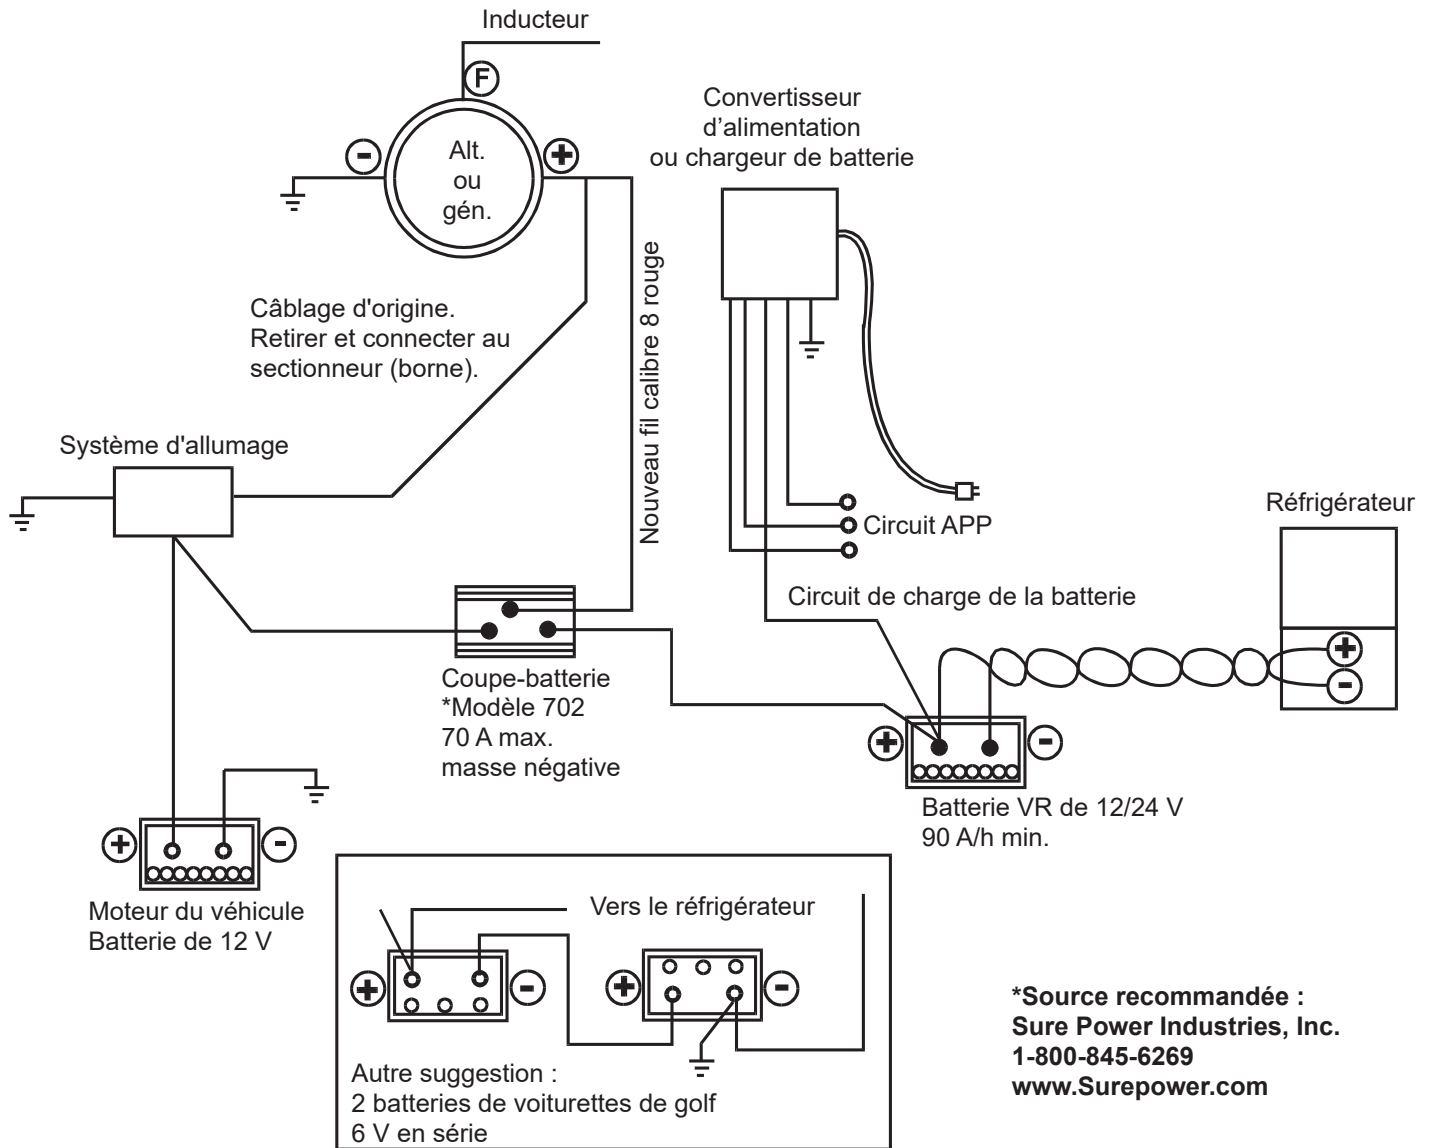 Inducteur
F
Alt.
ou
gén.
-
+
Convertisseur
d'alimentation
ou chargeur de batterie
Câblage d'origine.
Retirer et connecter au
sectionneur (borne).
Nouveau fil calibre 8 rouge
Système d'allumage
Circuit APP
Réfrigérateur
+
-
Circuit de charge de la batterie
Coupe-batterie
*Modèle 702
70 A max.
masse négative
+
-
Batterie VR de 12/24 V
90 A/h min.
+
-
Moteur du véhicule
Batterie de 12 V
Vers le réfrigérateur
+
-
+
-
Autre suggestion :
2 batteries de voiturettes de golf
6 V en série
*Source recommandée :
Sure Power Industries, Inc.
1-800-845-6269
www.Surepower.com